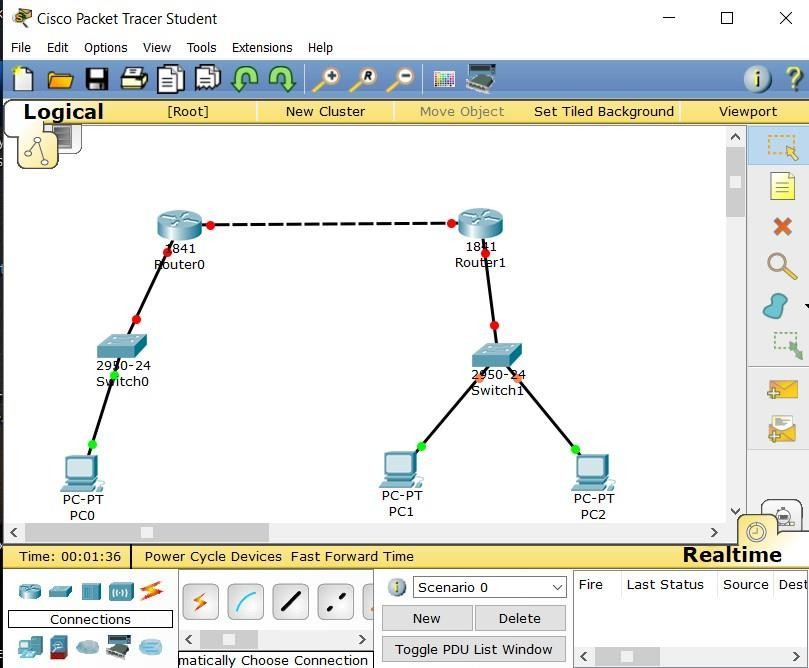 Cisco Packet Tracer Student
File Edit Options View Tools Extensions Help
Logical [Root] New Cluster Move Object Set Tiled Background Viewport
1841
Router0
1841
Router1
2950-24
Switch0
2950-24
Switch1
PC-PT
PC0
PC-PT
PC1
PC-PT
PC2
Time: 00:01:36 Power Cycle Devices Fast Forward Time Realtime
Scenario 0
Fire Last Status Source Dest
Connections
New Delete
Toggle PDU List Window
matically Choose Connection